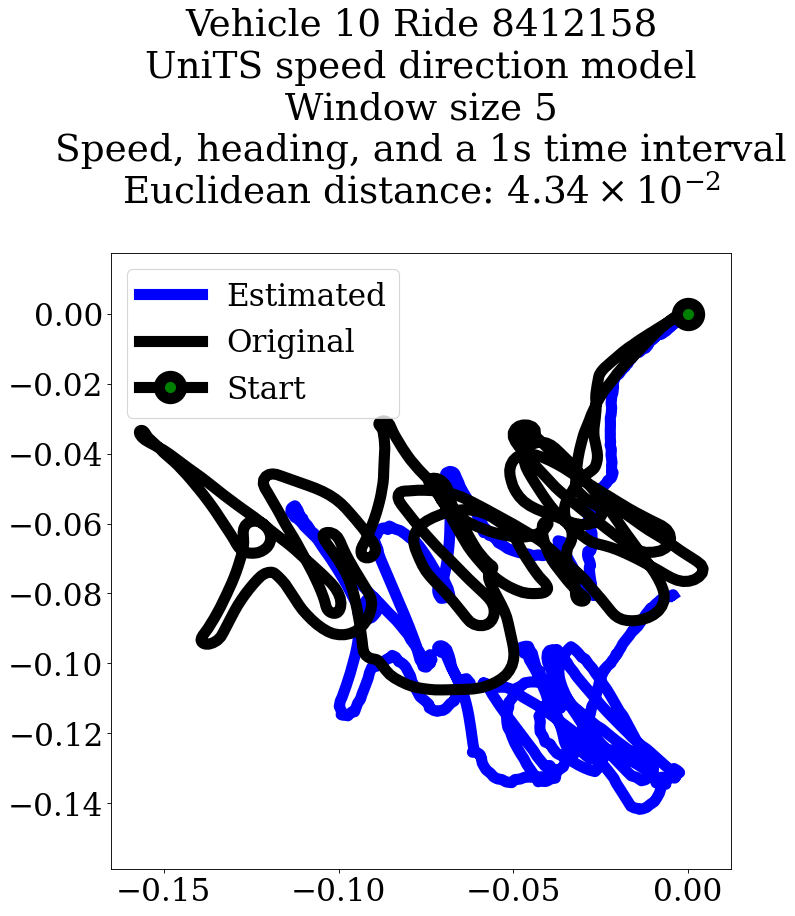 Vehicle 10 Ride 8412158
UniTS speed direction model
Window size 5
Speed, heading, and a 1s time interval
Euclidean distance: 4.34 × 10⁻²
Estimated
Original
Start
0.00
−0.02
−0.04
−0.06
−0.08
−0.10
−0.12
−0.14
−0.15
−0.10
−0.05
0.00